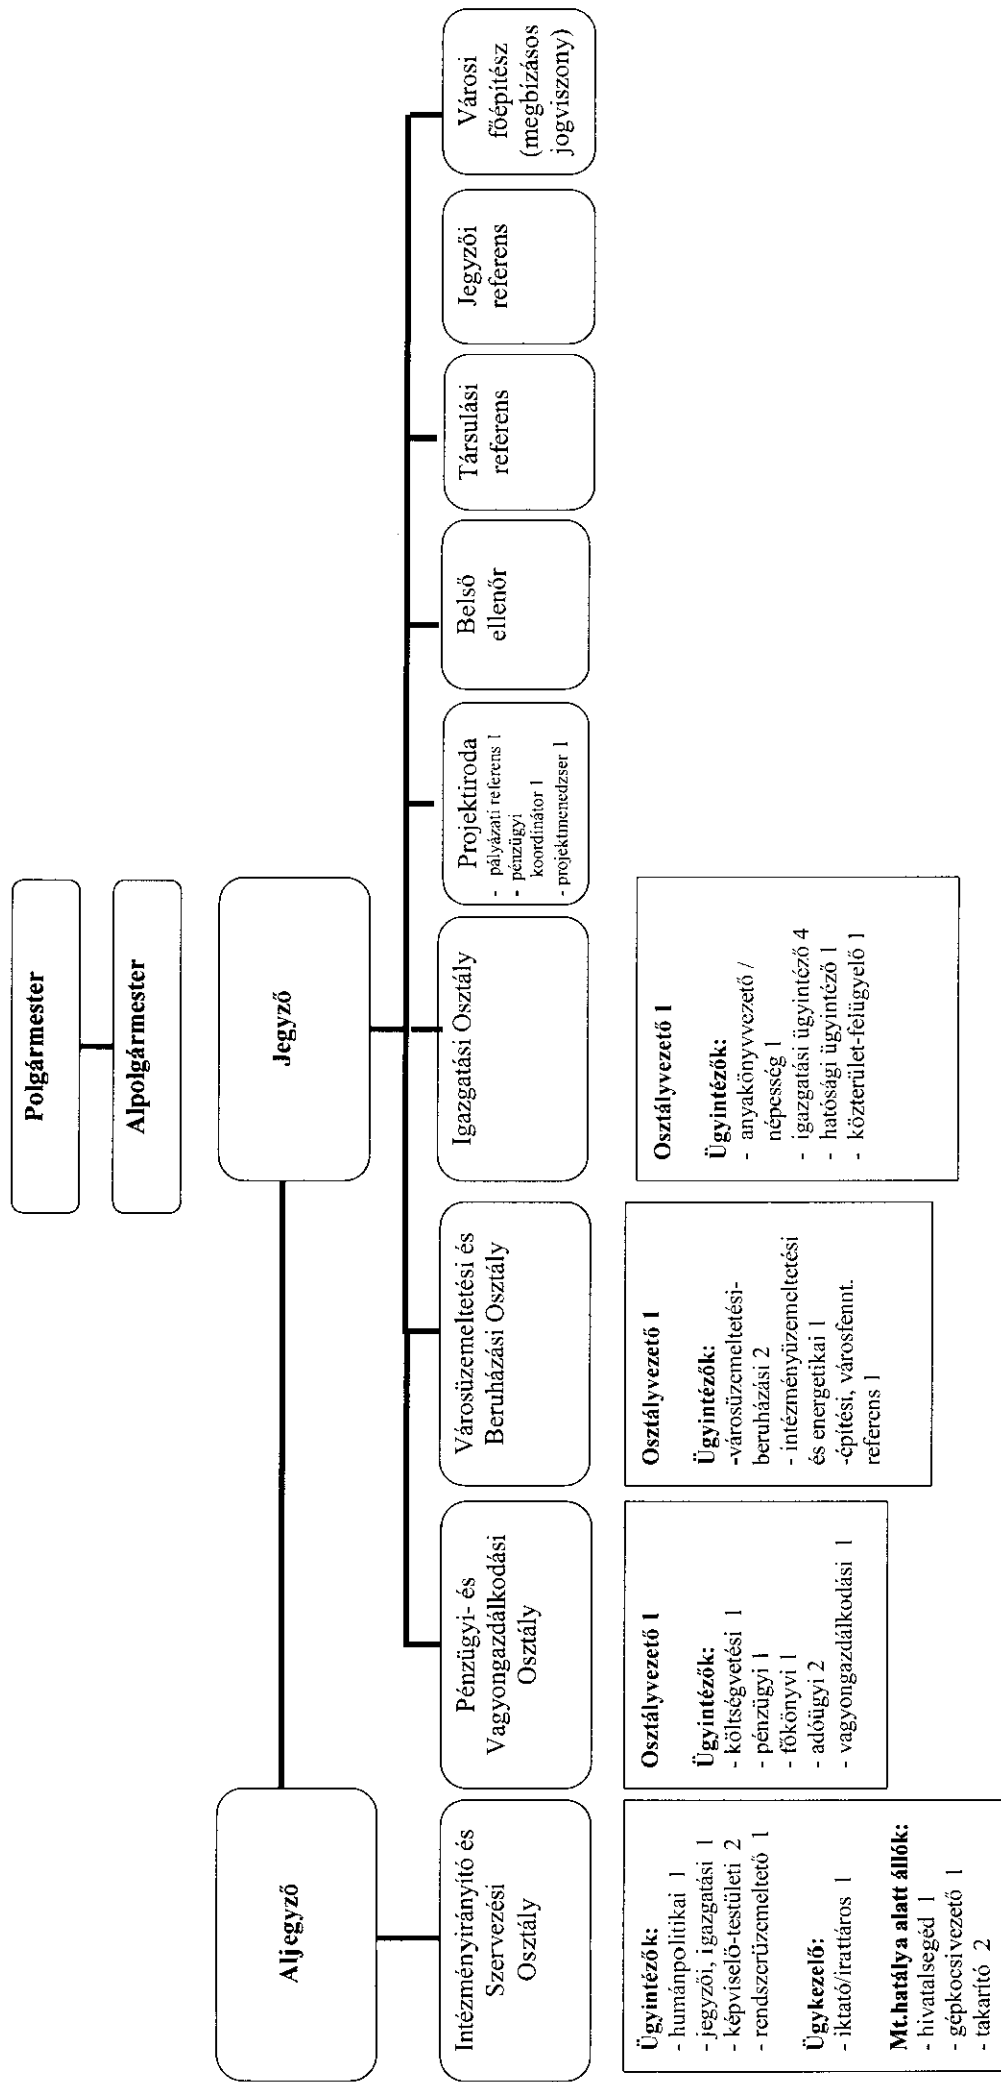 Polgármester
Alpolgármester
Aljegyző
Jegyző
Intézményirányító és
Szervezési
Osztály
Pénzügyi- és
Vagyongazdálkodási
Osztály
Városüzemeltetési és
Beruházási Osztály
Igazgatási Osztály
Projektiroda
- pályázati referens 1
- pénzügyi
koordinátor 1
- projektmenedzser 1
Belső
ellenőr
Társulási
referens
Jegyzői
referens
Városi
főépítész
(megbízásos
jogviszony)
Ügyintézők:
- humánpolitikai 1
- jegyzői, igazgatási 1
- képviselő-testületi 2
- rendszerüzemeltető 1
Ügykezelő:
- iktató/irattáros 1
Mt.hatálya alatt állók:
- hivatalsegéd 1
- gépkocsivezető 1
- takarító 2
Osztályvezető 1
Ügyintézők:
- költségvetési 1
- pénzügyi 1
- főkönyvi 1
- adóügyi 2
- vagyongazdálkodási 1
Osztályvezető 1
Ügyintézők:
-városüzemeltetési-
beruházási 2
- intézményüzemeltetési
és energetikai 1
-építési, városfennt.
referens 1
Osztályvezető 1
Ügyintézők:
- anyakönyvvezető /
népesség 1
- igazgatási ügyintéző 4
- hatósági ügyintéző 1
- közterület-felügyelő 1